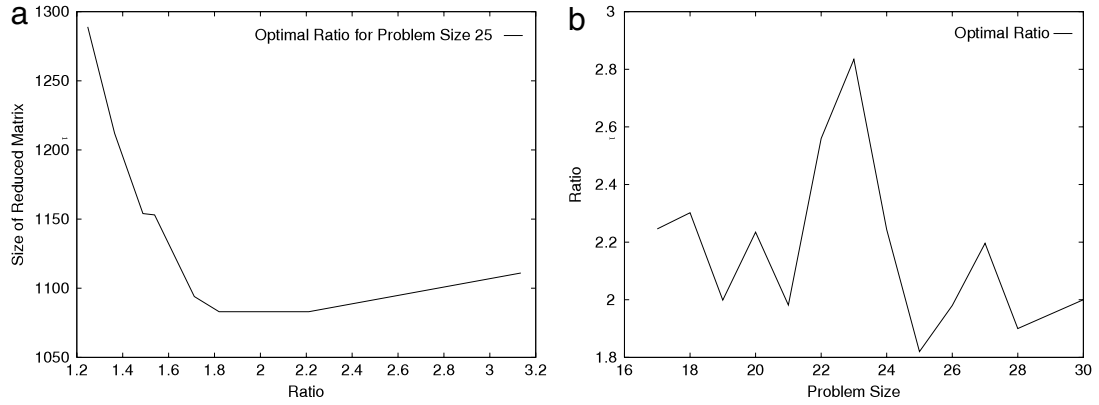 a
Optimal Ratio for Problem Size 25
Size of Reduced Matrix
1300
1250
1200
1150
1100
1050
1.2 1.4 1.6 1.8 2 2.2 2.4 2.6 2.8 3 3.2
Ratio
b
Optimal Ratio
Ratio
3
2.8
2.6
2.4
2.2
2
1.8
16 18 20 22 24 26 28 30
Problem Size